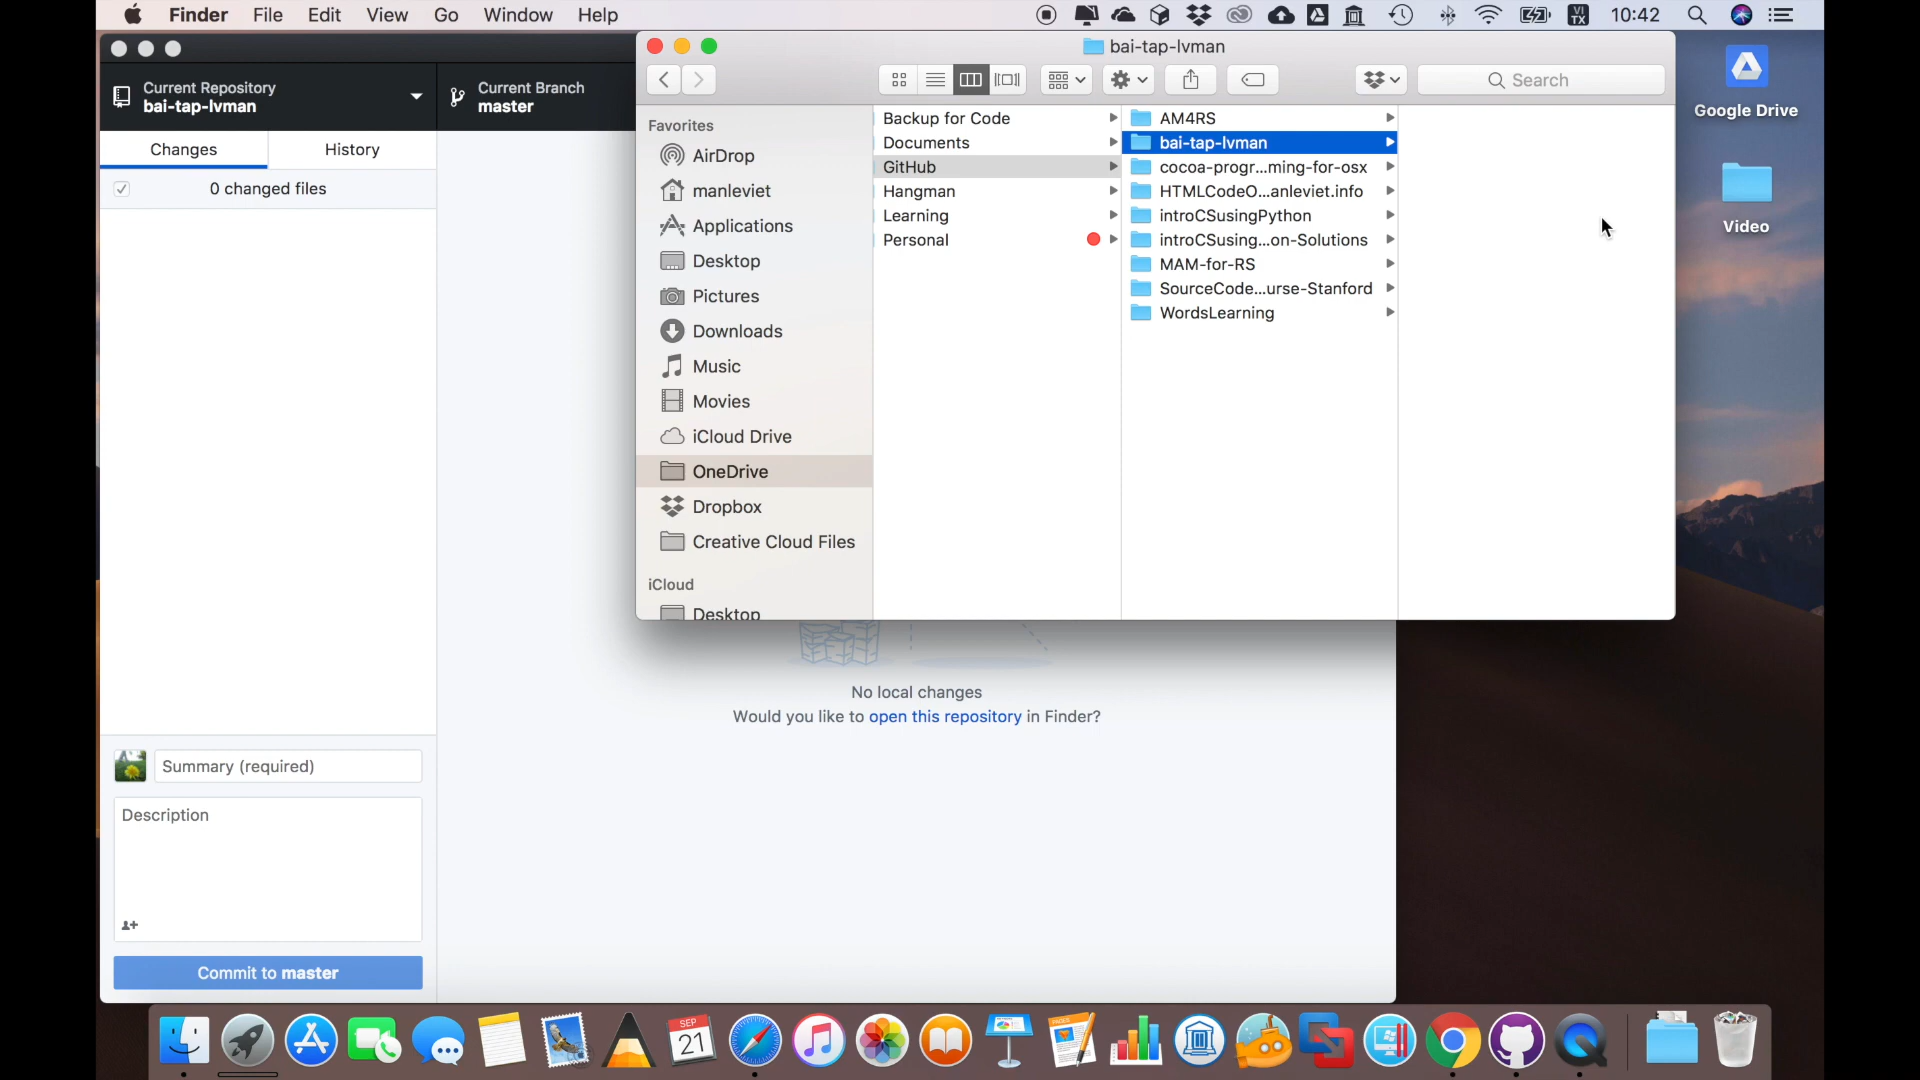 Finder File Edit View Go Window Help
VI
TX
10:42
Current Repository
bai-tap-lvman
Current Branch
master
Changes
History
0 changed files
Summary (required)
Description
Commit to master
bai-tap-lvman
Search
Favorites
AirDrop
manleviet
Applications
Desktop
Pictures
Downloads
Music
Movies
iCloud Drive
OneDrive
Dropbox
Creative Cloud Files
iCloud
Desktop
Backup for Code
Documents
GitHub
Hangman
Learning
Personal
AM4RS
bai-tap-lvman
cocoa-progr...ming-for-osx
HTMLCodeO...anleviet.info
introCSusingPython
introCSusing...on-Solutions
MAM-for-RS
SourceCode...urse-Stanford
WordsLearning
No local changes
Would you like to open this repository in Finder?
Google Drive
Video
SEP
21